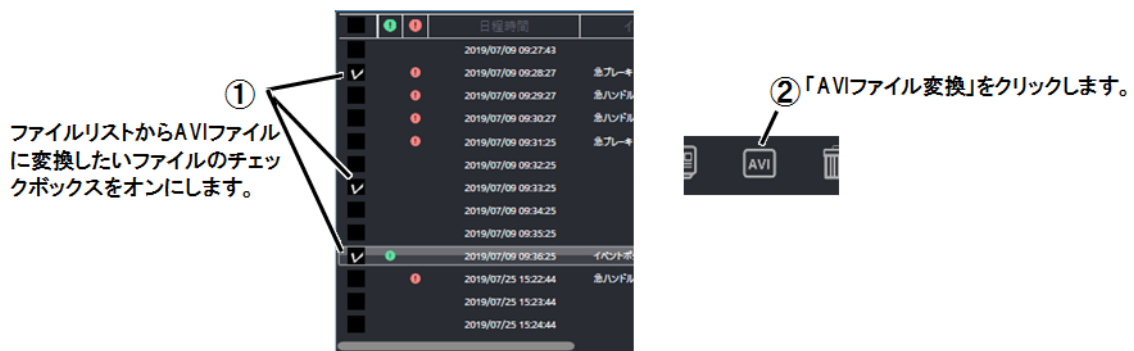 ①
ファイルリストからAVIファイル
に変換したいファイルのチェッ
クボックスをオンにします。
日程時間 イ
2019/07/09 09:27:43
2019/07/09 09:28:27 急ブレーキ
2019/07/09 09:29:27 急ハンドル
2019/07/09 09:30:27 急ハンドル
2019/07/09 09:31:25 急ブレーキ
2019/07/09 09:32:25
2019/07/09 09:33:25
2019/07/09 09:34:25
2019/07/09 09:35:25
2019/07/09 09:36:25 イベントボ
2019/07/25 15:22:44 急ハンドル
2019/07/25 15:23:44
2019/07/25 15:24:44
②「AVIファイル変換」をクリックします。
AVI